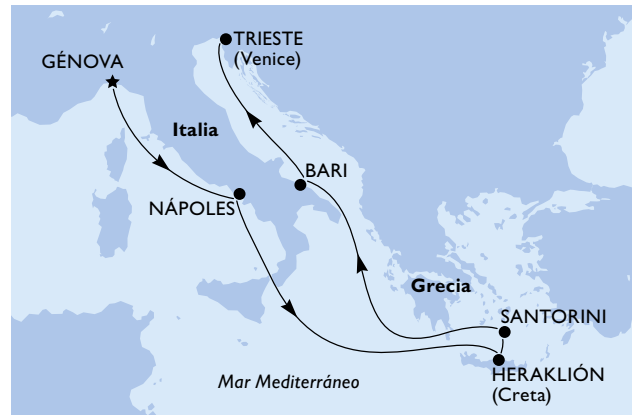 TRIESTE
(Venice)
GÉNOVA
Italia
BARI
NÁPOLES
Grecia
SANTORINI
HERAKLIÓN
(Creta)
Mar Mediterráneo